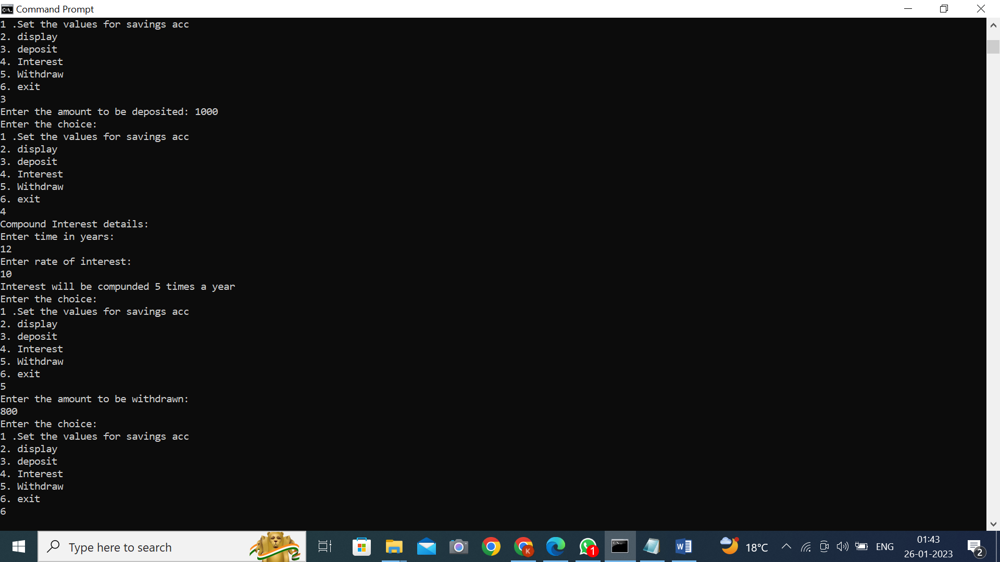 Command Prompt
1 .Set the values for savings acc
2. display
3. deposit
4. Interest
5. Withdraw
6. exit
3
Enter the amount to be deposited: 1000
Enter the choice:
1 .Set the values for savings acc
2. display
3. deposit
4. Interest
5. Withdraw
6. exit
4
Compound Interest details:
Enter time in years:
12
Enter rate of interest:
10
Interest will be compunded 5 times a year
Enter the choice:
1 .Set the values for savings acc
2. display
3. deposit
4. Interest
5. Withdraw
6. exit
5
Enter the amount to be withdrawn:
800
Enter the choice:
1 .Set the values for savings acc
2. display
3. deposit
4. Interest
5. Withdraw
6. exit
6
Type here to search
K
1
W
18°C
ENG
01:43
26-01-2023
2